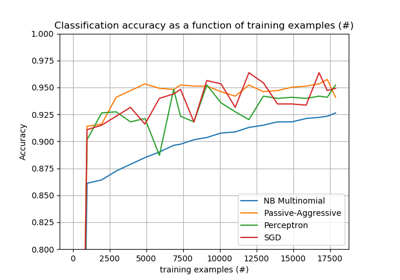 Classification accuracy as a function of training examples (#)
1.000
0.975
0.950
0.925
0.900
0.875
0.850
0.825
0.800
Accuracy
0 2500 5000 7500 10000 12500 15000 17500
training examples (#)
NB Multinomial
Passive-Aggressive
Perceptron
SGD